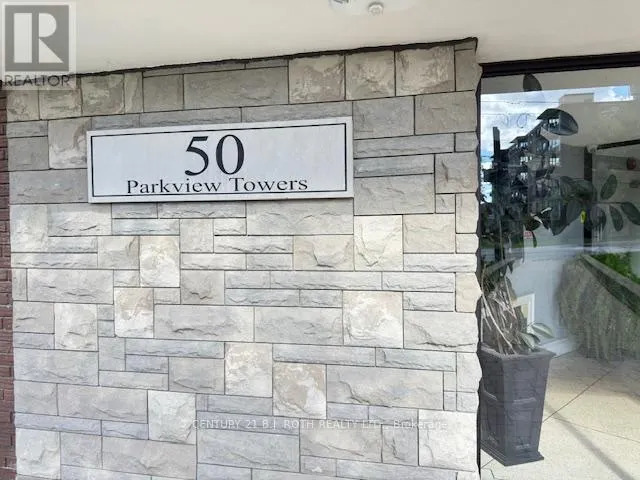 REALTOR
50
Parkview Towers
CENTURY 21 B.J. ROTH REALTY LTD., Brokerage